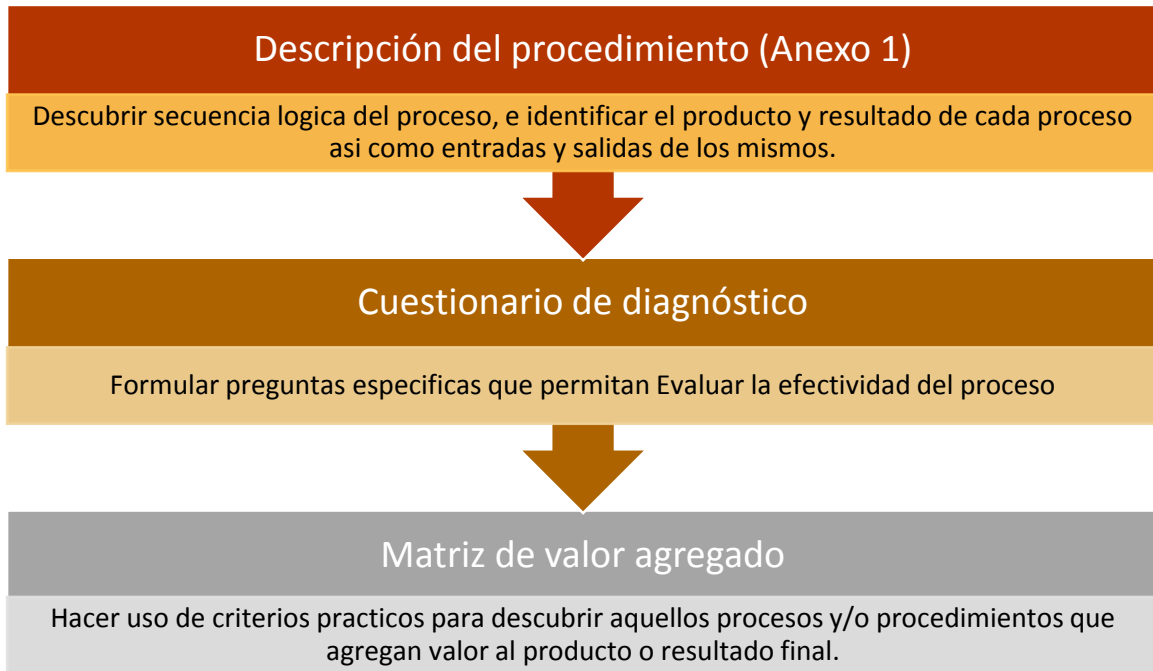 Descripción del procedimiento (Anexo 1)
Descubrir secuencia logica del proceso, e identificar el producto y resultado de cada proceso
asi como entradas y salidas de los mismos.
Cuestionario de diagnóstico
Formular preguntas especificas que permitan Evaluar la efectividad del proceso
Matriz de valor agregado
Hacer uso de criterios practicos para descubrir aquellos procesos y/o procedimientos que
agregan valor al producto o resultado final.